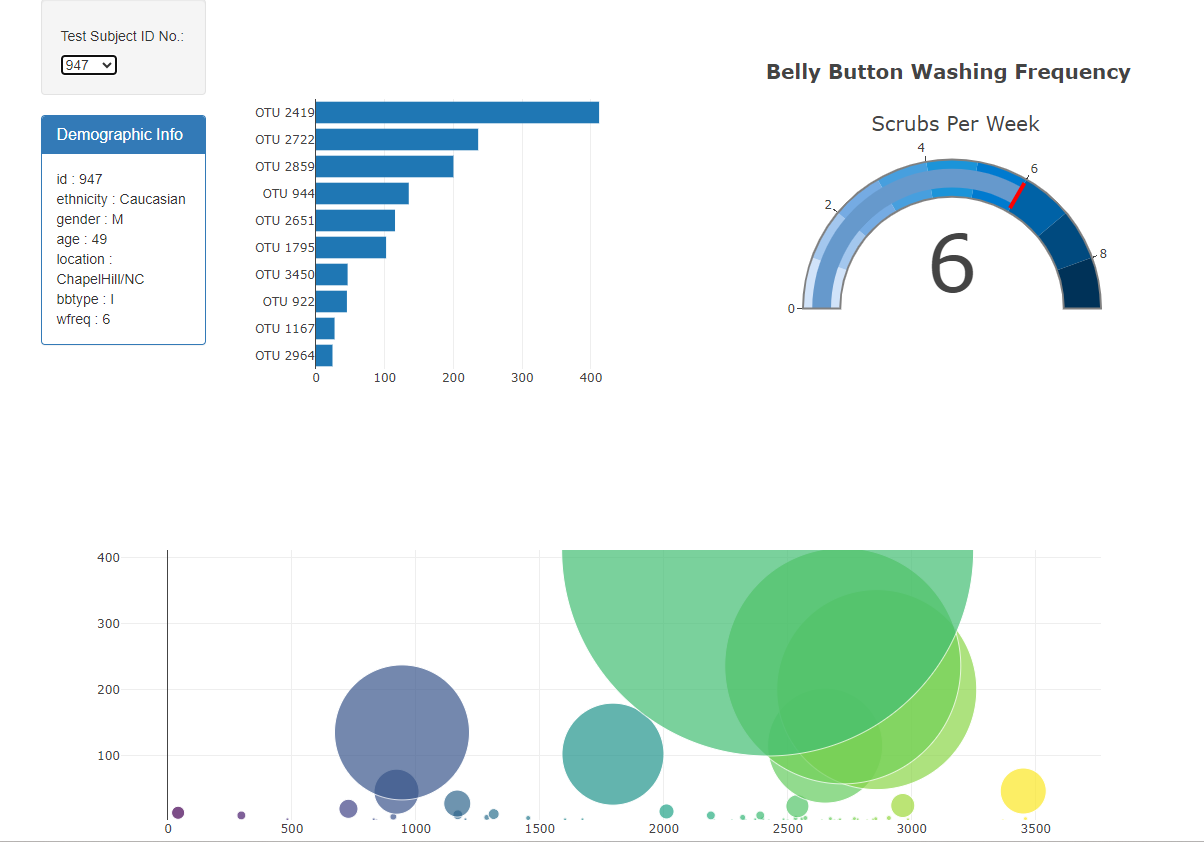 Test Subject ID No.:
947
Demographic Info
id : 947
ethnicity : Caucasian
gender : M
age : 49
location :
ChapelHill/NC
bbtype : I
wfreq : 6
OTU 2419
OTU 2722
OTU 2859
OTU 944
OTU 2651
OTU 1795
OTU 3450
OTU 922
OTU 1167
OTU 2964
0 100 200 300 400
Belly Button Washing Frequency
Scrubs Per Week
0
2
4
6
8
6
400
300
200
100
0 500 1000 1500 2000 2500 3000 3500